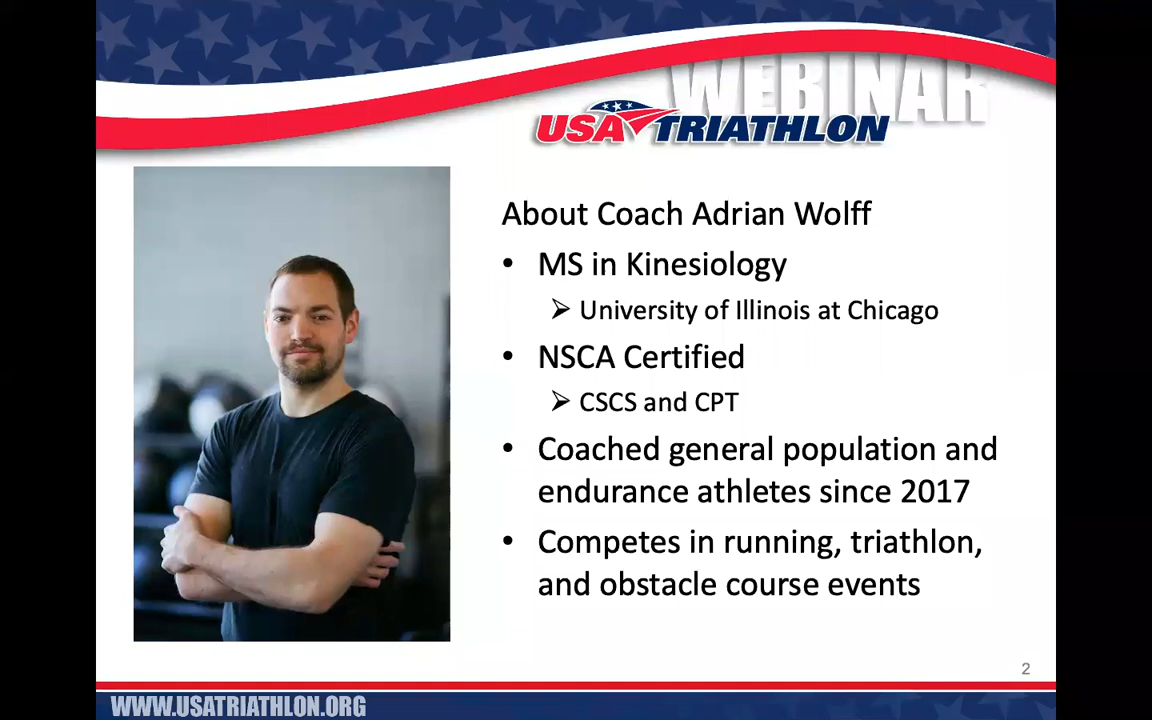 WEBINAR
USA TRIATHLON
About Coach Adrian Wolff
• MS in Kinesiology
➢ University of Illinois at Chicago
• NSCA Certified
➢ CSCS and CPT
• Coached general population and
endurance athletes since 2017
• Competes in running, triathlon,
and obstacle course events
2
WWW.USATRIATHLON.ORG